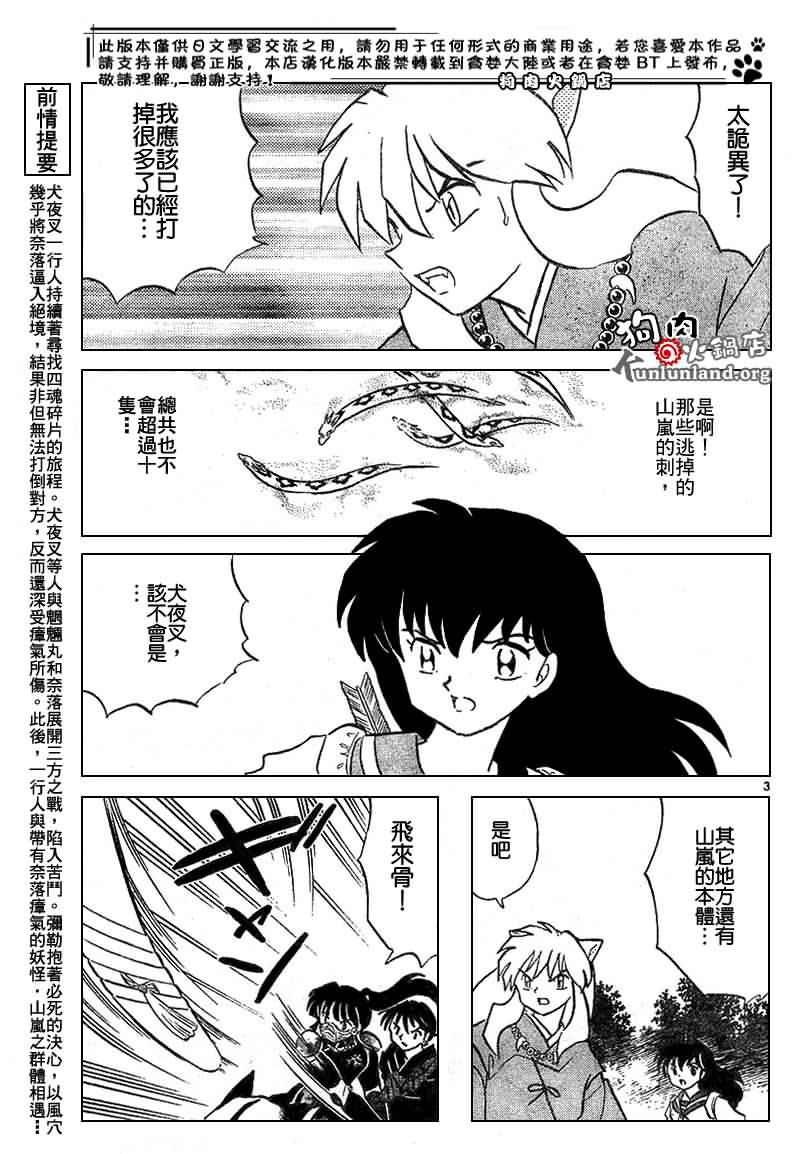 此版本僅供日文學習交流之用，請勿用于任何形式的商業用途，若您喜愛本作品
請支持并購買正版，本店漢化版本嚴禁轉載到貪婪大陸或者在貪婪BT上發布，
敬請理解，謝謝支持！
狗肉火鍋店
前情提要
犬夜叉一行人持續著尋找四魂碎片的旅程。犬夜叉等人與魍魎丸和奈落展開三方之戰，陷入苦鬥。彌勒抱著必死的決心，以風穴
幾乎將奈落逼入絕境，結果非但無法打倒對方，反而還深受瘴氣所傷。此後，一行人與帶有奈落瘴氣的妖怪．山嵐之群體相遇…
太詭異了！
我應該已經打
掉很多了的…
狗肉
火鍋店
Kunlunland.org
是啊！
那些逃掉的
山嵐的刺，
總共也不
會超過十
隻…
犬夜叉，
該不會是
…
3
其它地方還有
山嵐的本體…
是吧
飛來骨！